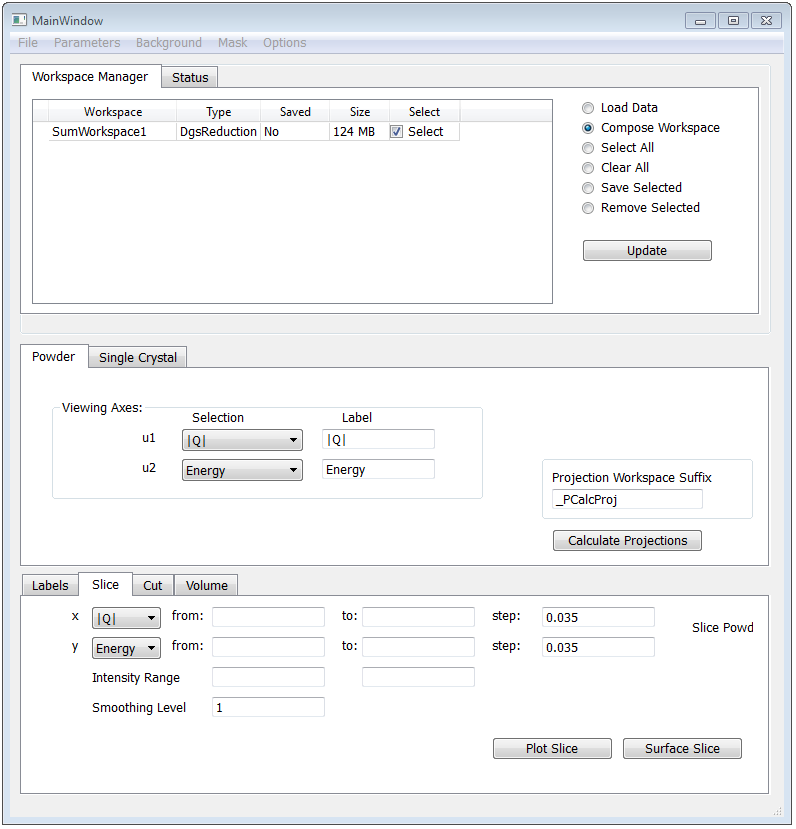 MainWindow
File Parameters Background Mask Options
Workspace Manager Status
Workspace Type Saved Size Select
SumWorkspace1 DgsReduction No 124 MB Select
Load Data
Compose Workspace
Select All
Clear All
Save Selected
Remove Selected
Update
Powder Single Crystal
Viewing Axes:
Selection Label
u1 |Q| |Q|
u2 Energy Energy
Projection Workspace Suffix
_PCalcProj
Calculate Projections
Labels Slice Cut Volume
x |Q| from: to: step: 0.035
Slice Powd
y Energy from: to: step: 0.035
Intensity Range
Smoothing Level 1
Plot Slice Surface Slice